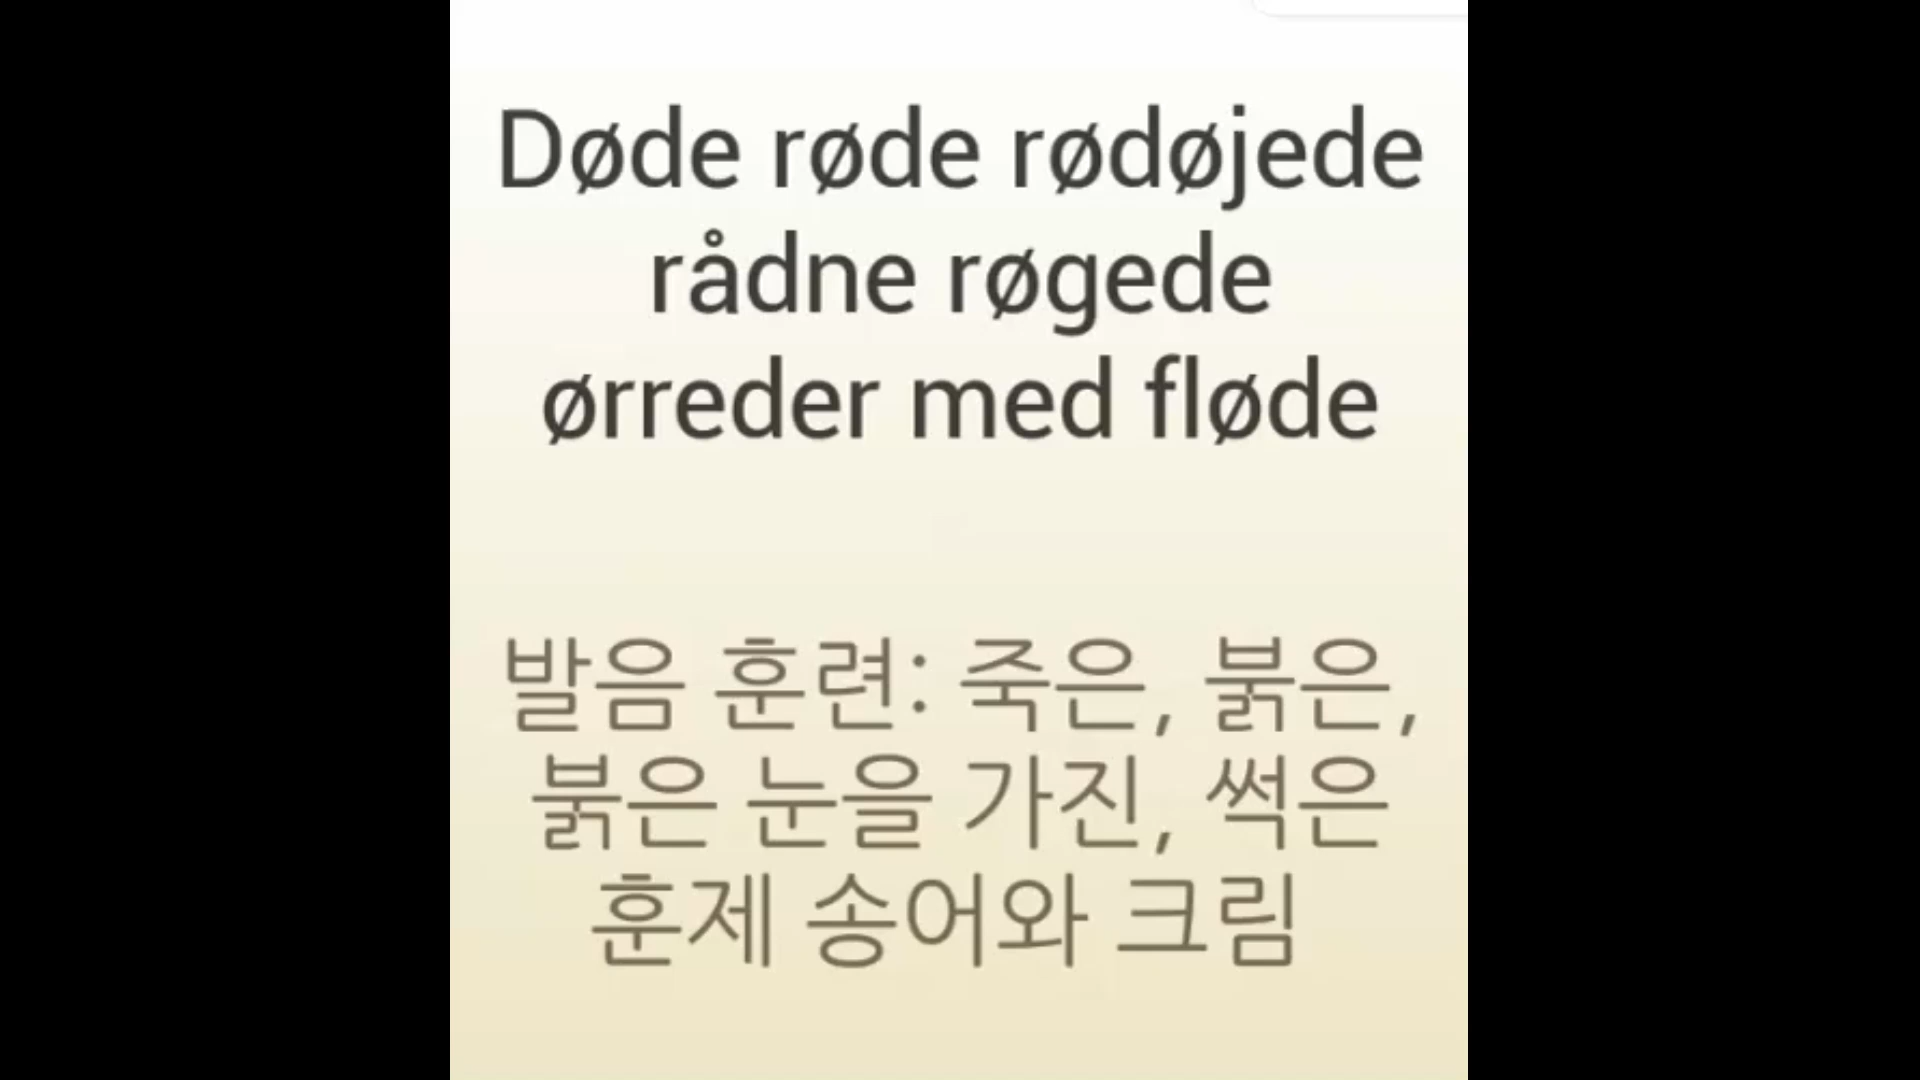 Døde røde rødøjede
rådne røgede
ørreder med fløde
발음 훈련: 죽은, 붉은,
붉은 눈을 가진, 썩은
훈제 송어와 크림